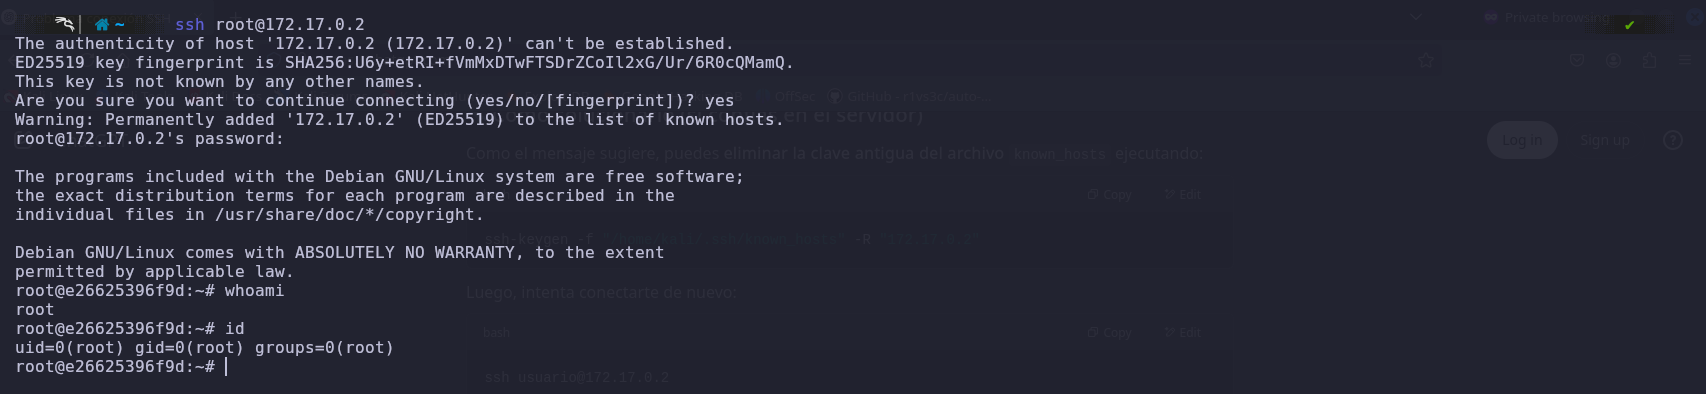 ~ ssh root@172.17.0.2
Private browsing
The authenticity of host '172.17.0.2 (172.17.0.2)' can't be established.
ED25519 key fingerprint is SHA256:U6y+etRI+fVmMxDTwFTSDrZCoIl2xG/Ur/6R0cQMamQ.
This key is not known by any other names.
Are you sure you want to continue connecting (yes/no/[fingerprint])? yes
OffSec
GitHub - r1vs3c/auto-...
Warning: Permanently added '172.17.0.2' (ED25519) to the list of known hosts.
en el servidor)
root@172.17.0.2's password:
Log in
Sign up
Como el mensaje sugiere, puedes eliminar la clave antigua del archivo known_hosts ejecutando:
The programs included with the Debian GNU/Linux system are free software;
the exact distribution terms for each program are described in the
Copy
Edit
individual files in /usr/share/doc/*/copyright.
ssh-keygen -f "/home/kali/.ssh/known_hosts" -R "172.17.0.2"
Debian GNU/Linux comes with ABSOLUTELY NO WARRANTY, to the extent
permitted by applicable law.
root@e26625396f9d:~# whoami
Luego, intenta conectarte de nuevo:
root
root@e26625396f9d:~# id
bash
Copy
Edit
uid=0(root) gid=0(root) groups=0(root)
root@e26625396f9d:~#
ssh usuario@172.17.0.2